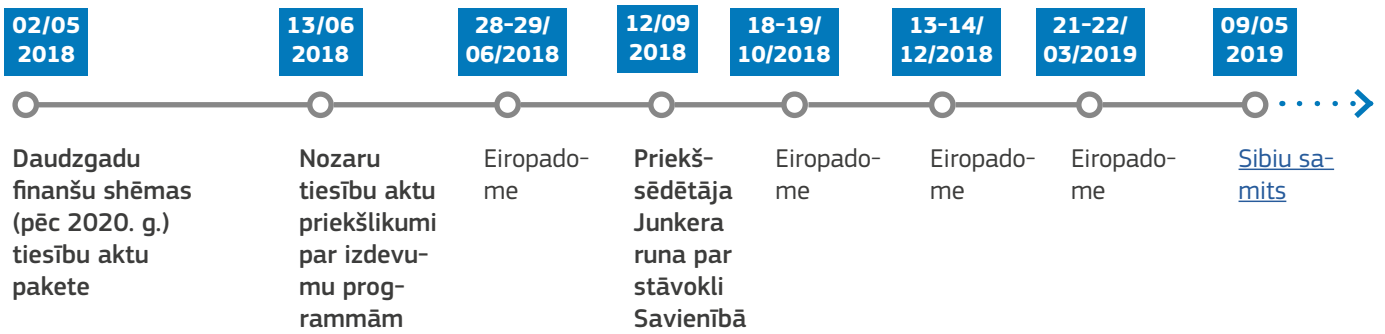 02/05
2018
13/06
2018
28-29/
06/2018
12/09
2018
18-19/
10/2018
13-14/
12/2018
21-22/
03/2019
09/05
2019
Daudzgadu
finanšu shēmas
(pēc 2020. g.)
tiesību aktu
pakete
Nozaru
tiesību aktu
priekšlikumi
par izdevu-
mu prog-
rammām
Eiropado-
me
Priekš-
sēdētāja
Junkera
runa par
stāvokli
Savienībā
Eiropado-
me
Eiropado-
me
Eiropado-
me
Sibiu sa-
mits